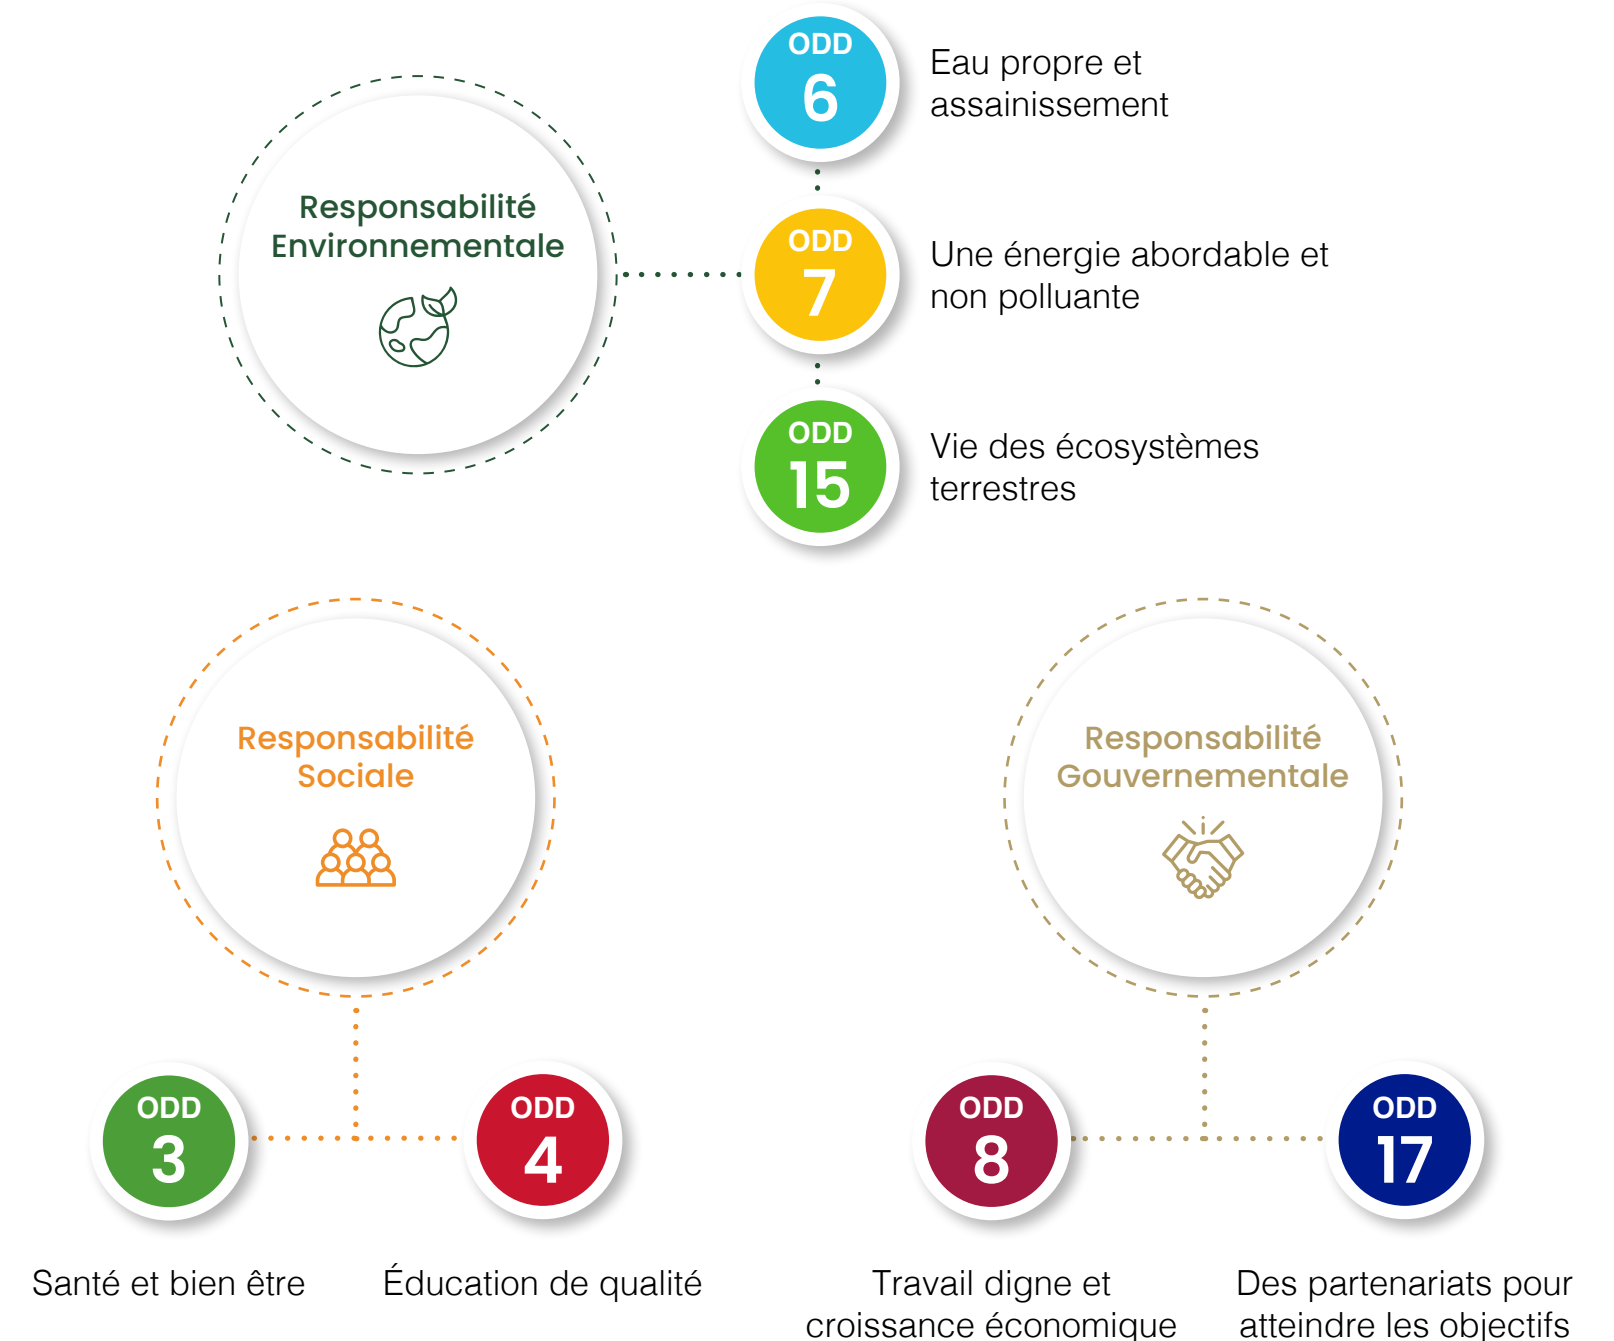 Responsabilité
Environnementale
ODD
6
Eau propre et
assainissement
ODD
7
Une énergie abordable et
non polluante
ODD
15
Vie des écosystèmes
terrestres
Responsabilité
Sociale
ODD
3
Santé et bien être
ODD
4
Éducation de qualité
Responsabilité
Gouvernementale
ODD
8
Travail digne et
croissance économique
ODD
17
Des partenariats pour
atteindre les objectifs